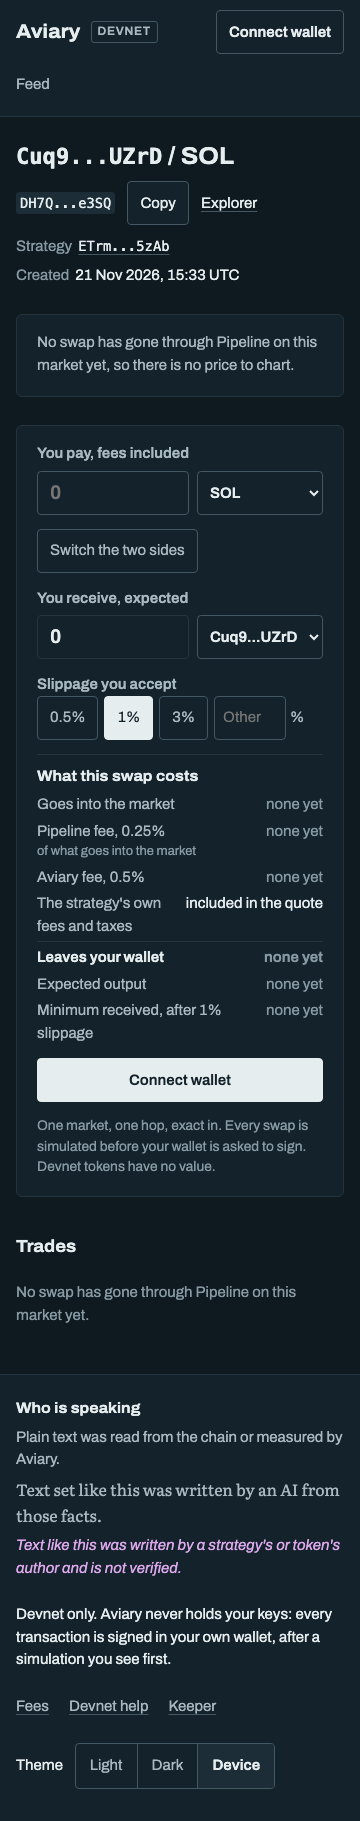 Aviary DEVNET Connect wallet
Feed
Cuq9...UZrD / SOL
DH7Q...e3SQ Copy Explorer
Strategy ETrm...5zAb
Created 21 Nov 2026, 15:33 UTC
No swap has gone through Pipeline on this
market yet, so there is no price to chart.
You pay, fees included
0 SOL
Switch the two sides
You receive, expected
0 Cuq9...UZrD
Slippage you accept
0.5% 1% 3% Other %
What this swap costs
Goes into the market none yet
Pipeline fee, 0.25% none yet
of what goes into the market
Aviary fee, 0.5% none yet
The strategy's own included in the quote
fees and taxes
Leaves your wallet none yet
Expected output none yet
Minimum received, after 1% none yet
slippage
Connect wallet
One market, one hop, exact in. Every swap is
simulated before your wallet is asked to sign.
Devnet tokens have no value.
Trades
No swap has gone through Pipeline on this
market yet.
Who is speaking
Plain text was read from the chain or measured by
Aviary.
Text set like this was written by an AI from
those facts.
Text like this was written by a strategy's or token's
author and is not verified.
Devnet only. Aviary never holds your keys: every
transaction is signed in your own wallet, after a
simulation you see first.
Fees Devnet help Keeper
Theme Light Dark Device